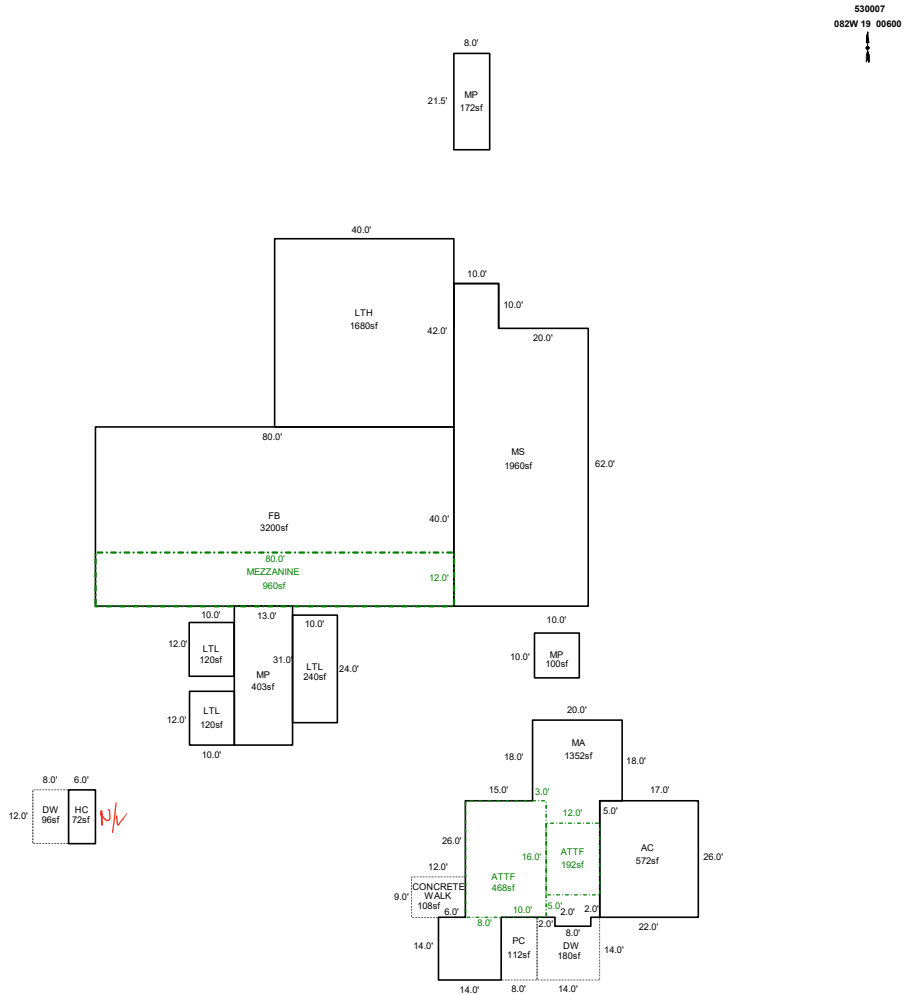 530007
082W 19 00600
8.0'
21.5'
MP
172sf
40.0'
10.0'
10.0'
LTH
1680sf
42.0'
20.0'
80.0'
MS
1960sf
62.0'
FB
3200sf
40.0'
80.0'
MEZZANINE
960sf
12.0'
10.0'
13.0'
10.0'
10.0'
12.0'
LTL
120sf
31.0'
MP
403sf
LTL
240sf
24.0'
10.0'
MP
100sf
12.0'
LTL
120sf
10.0'
20.0'
18.0'
MA
1352sf
18.0'
8.0'
6.0'
12.0'
DW
96sf
HC
72sf
N/V
15.0'
3.0'
17.0'
12.0'
5.0'
26.0'
16.0'
ATTF
192sf
AC
572sf
26.0'
12.0'
ATTF
468sf
9.0'
CONCRETE
WALK
108sf
6.0'
8.0'
10.0'
5.0'
2.0'
2.0'
2.0'
8.0'
22.0'
14.0'
PC
112sf
DW
180sf
14.0'
14.0'
8.0'
14.0'